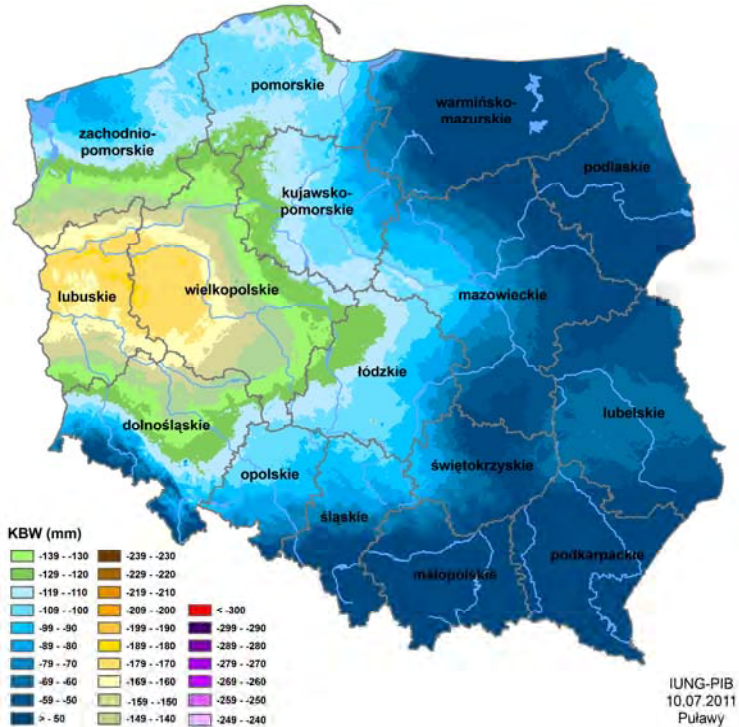 pomorskie
warmińsko-
mazurskie
zachodnio-
pomorskie
podlaskie
kujawsko-
pomorskie
lubuskie
wielkopolskie
mazowieckie
łódzkie
lubelskie
dolnośląskie
opolskie
świętokrzyskie
śląskie
małopolskie
podkarpackie
KBW (mm)
-139 - -130
-129 - -120
-119 - -110
-109 - -100
-99 - -90
-89 - -80
-79 - -70
-69 - -60
-59 - -50
> - 50
-239 - -230
-229 - -220
-219 - -210
-209 - -200
-199 - -190
-189 - -180
-179 - -170
-169 - -160
-159 - -150
-149 - -140
< -300
-299 - -290
-289 - -280
-279 - -270
-269 - -260
-259 - -250
-249 - -240
IUNG-PIB
10.07.2011
Puławy